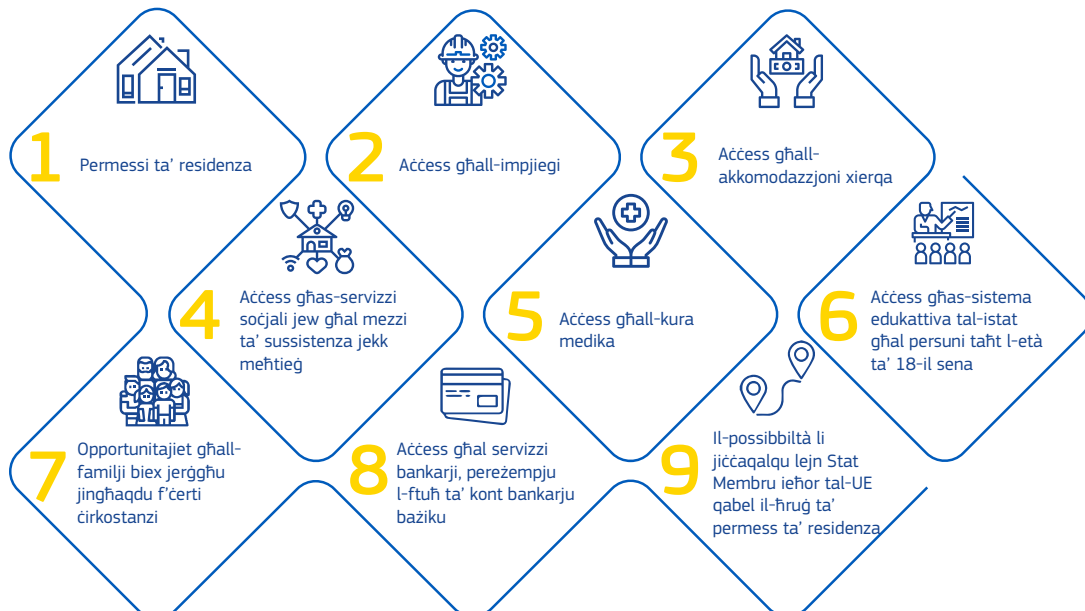 1
Permessi ta’ residenza
2
Aċċess għall-impjiegi
3
Aċċess għall-
akkomodazzjoni xierqa
4
Aċċess għas-servizzi
soċjali jew għal mezzi
ta’ sussistenza jekk
meħtieġ
5
Aċċess għall-kura
medika
6
Aċċess għas-sistema
edukattiva tal-istat
għal persuni taħt l-età
ta’ 18-il sena
7
Opportunitajiet għall-
familji biex jerġgħu
jingħaqdu f’ċerti
ċirkostanzi
8
Aċċess għal servizzi
bankarji, pereżempju
l-ftuħ ta’ kont bankarju
bażiku
9
Il-possibbiltà li
jiċċaqalqu lejn Stat
Membru ieħor tal-UE
qabel il-ħruġ ta’
permess ta’ residenza